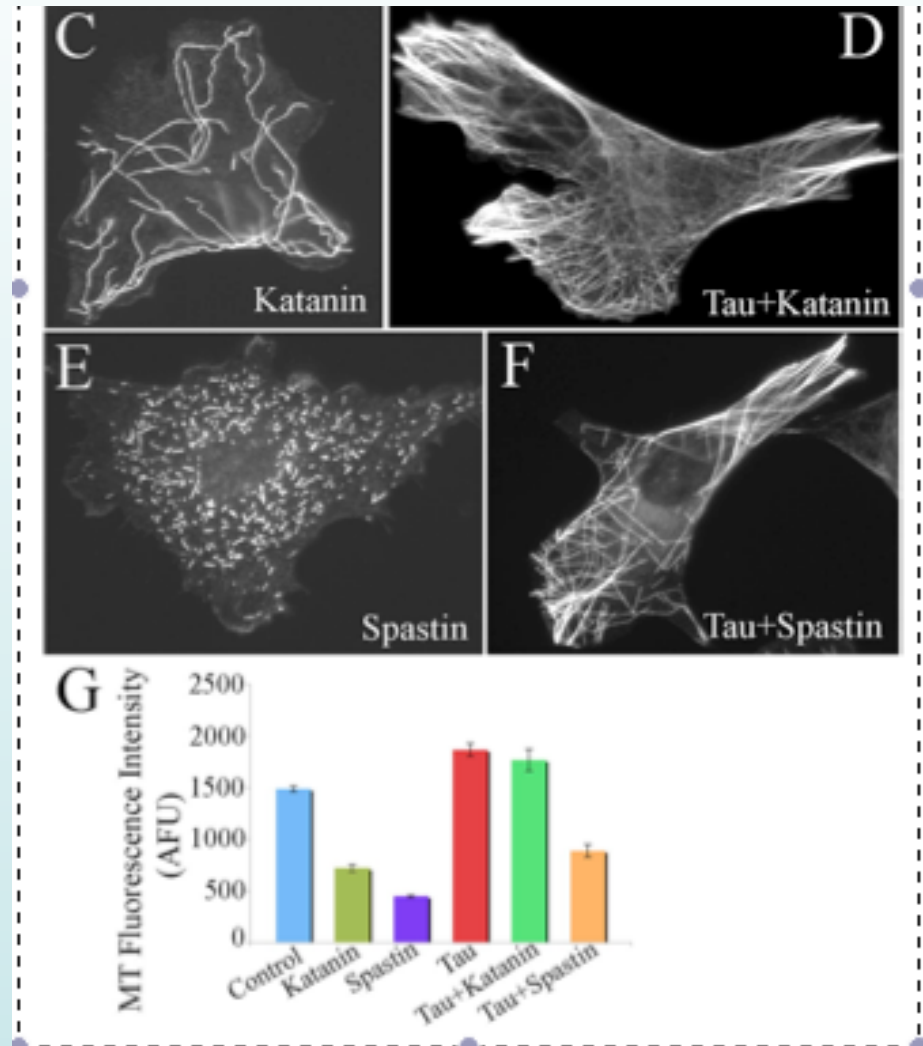 C
D
Katanin
Tau+Katanin
E
F
Spastin
Tau+Spastin
G
MT Fluorescence Intensity
(AFU)
2500
2000
1500
1000
500
0
Control
Katanin
Spastin
Tau
Tau+Katanin
Tau+Spastin